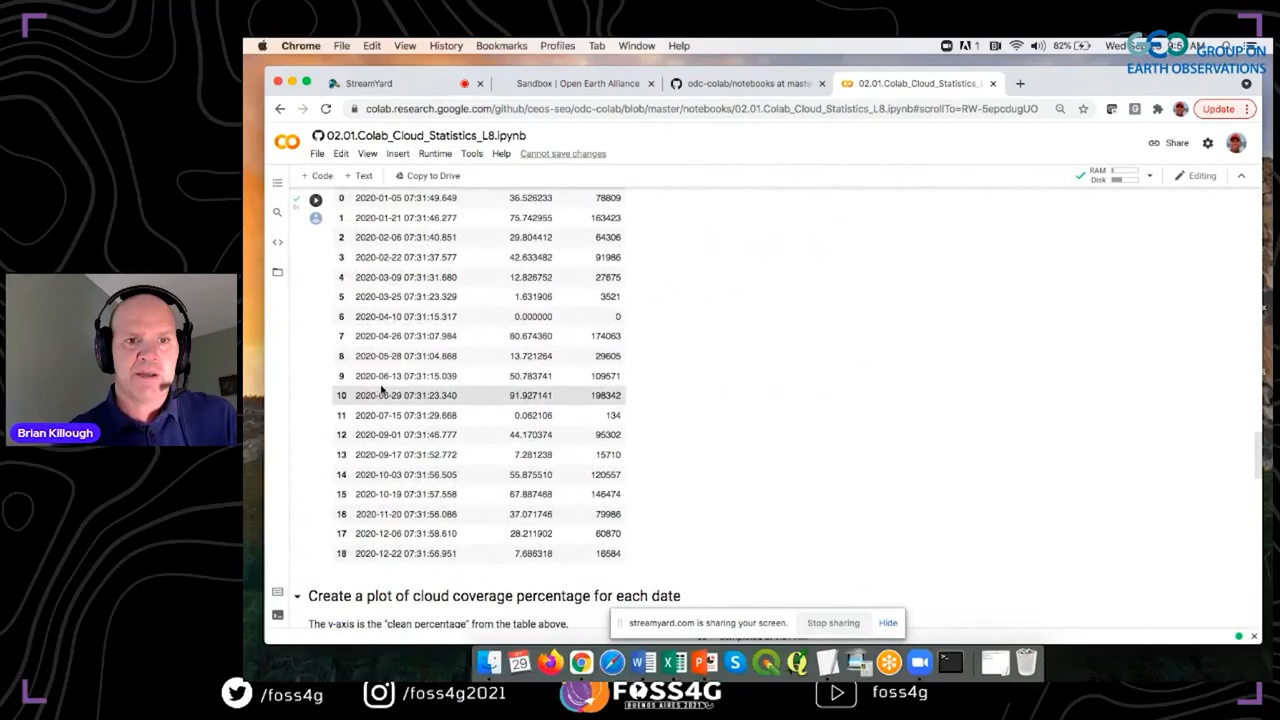 Chrome File Edit View History Bookmarks Profiles Tab Window Help
1 82%
GROUP ON
EARTH OBSERVATIONS
StreamYard
Sandbox | Open Earth Alliance
odc-colab/notebooks at maste
02.01.Colab_Cloud_Statistics_
colab.research.google.com/github/ceos-seo/odc-colab/blob/master/notebooks/02.01.Colab_Cloud_Statistics_L8.ipynb#scrollTo=RW-5epcdugUO
Update
02.01.Colab_Cloud_Statistics_L8.ipynb
Share
File Edit View Insert Runtime Tools Help Cannot save changes
+ Code + Text Copy to Drive
RAM
Disk
Editing
0 2020-01-05 07:31:49.649 36.526233 78809
1 2020-01-21 07:31:46.277 75.742955 163423
2 2020-02-06 07:31:40.851 29.804412 64306
3 2020-02-22 07:31:37.577 42.633482 91986
4 2020-03-09 07:31:31.680 12.826752 27675
5 2020-03-25 07:31:23.329 1.631906 3521
6 2020-04-10 07:31:15.317 0.000000 0
7 2020-04-26 07:31:07.984 80.674360 174063
8 2020-05-28 07:31:04.868 13.721264 29605
9 2020-06-13 07:31:15.039 50.783741 109571
10 2020-06-29 07:31:23.340 91.927141 198342
11 2020-07-15 07:31:29.668 0.062106 134
12 2020-09-01 07:31:46.777 44.170374 95302
13 2020-09-17 07:31:52.772 7.281238 15710
14 2020-10-03 07:31:56.505 55.875510 120557
15 2020-10-19 07:31:57.558 67.887468 146474
16 2020-11-20 07:31:56.086 37.071746 79986
17 2020-12-06 07:31:58.610 28.211902 60870
18 2020-12-22 07:31:56.951 7.686318 16584
Create a plot of cloud coverage percentage for each date
The y-axis is the "clean percentage" from the table above.
streamyard.com is sharing your screen. Stop sharing Hide
Brian Killough
29
/foss4g
/foss4g2021
FOSS4G
BUENOS AIRES 2021
foss4g